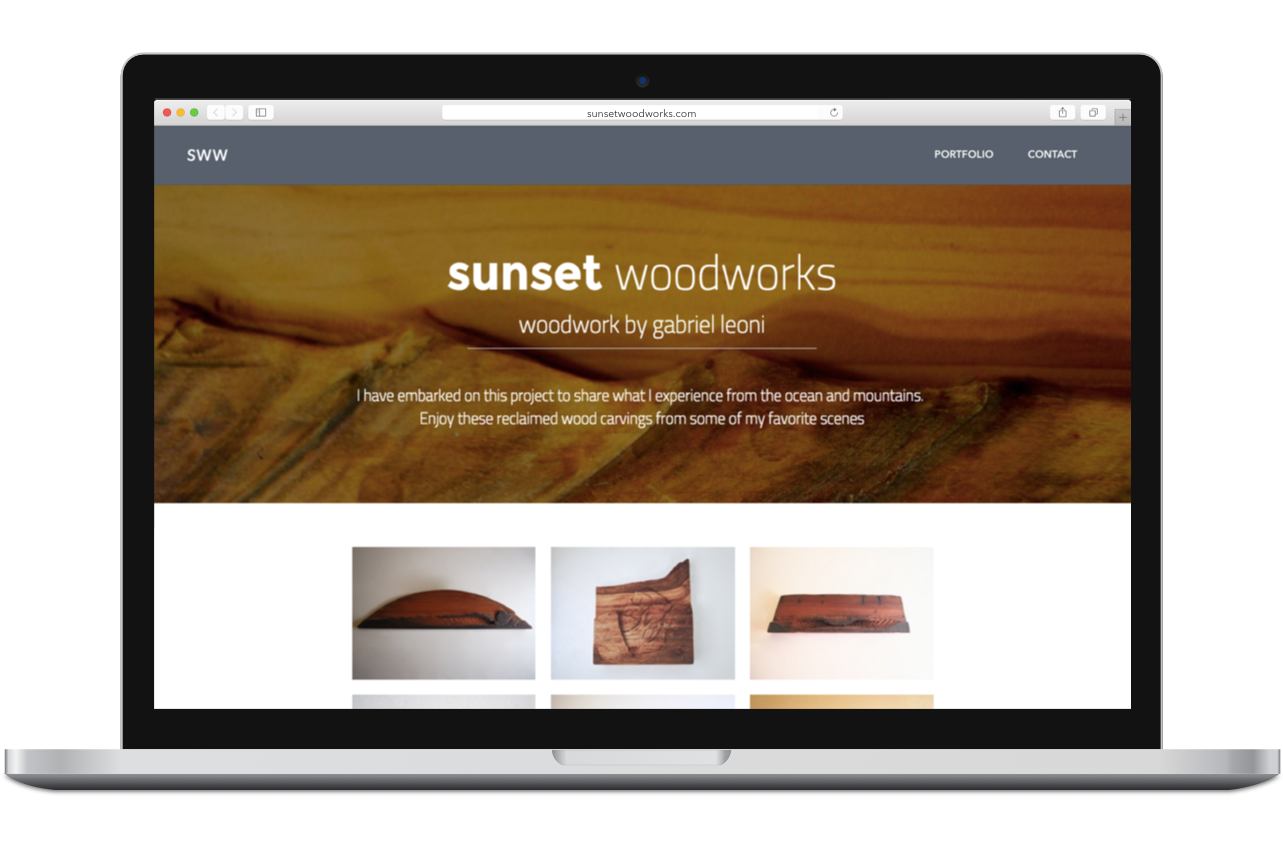 sunsetwoodworks.com
SWW
PORTFOLIO CONTACT
sunset woodworks
woodwork by gabriel leoni
I have embarked on this project to share what I experience from the ocean and mountains.
Enjoy these reclaimed wood carvings from some of my favorite scenes